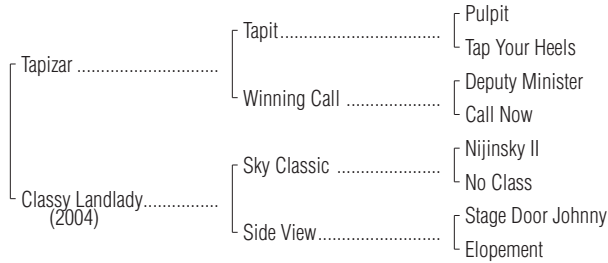 Pulpit
Tapit
Tap Your Heels
Tapizar
Deputy Minister
Winning Call
Call Now
Nijinsky II
Sky Classic
No Class
Classy Landlady
(2004)
Stage Door Johnny
Side View
Elopement